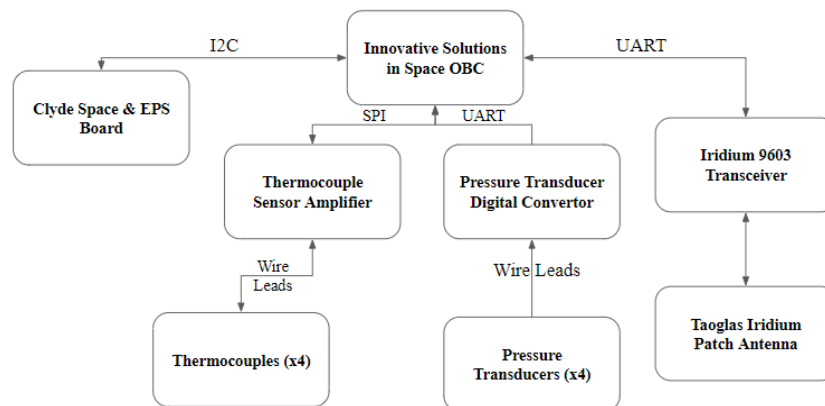 I2C
Innovative Solutions
in Space OBC
UART
Clyde Space & EPS
Board
SPI
UART
Iridium 9603
Transceiver
Thermocouple
Sensor Amplifier
Pressure Transducer
Digital Convertor
Wire
Leads
Wire Leads
Thermocouples (x4)
Pressure
Transducers (x4)
Taoglas Iridium
Patch Antenna